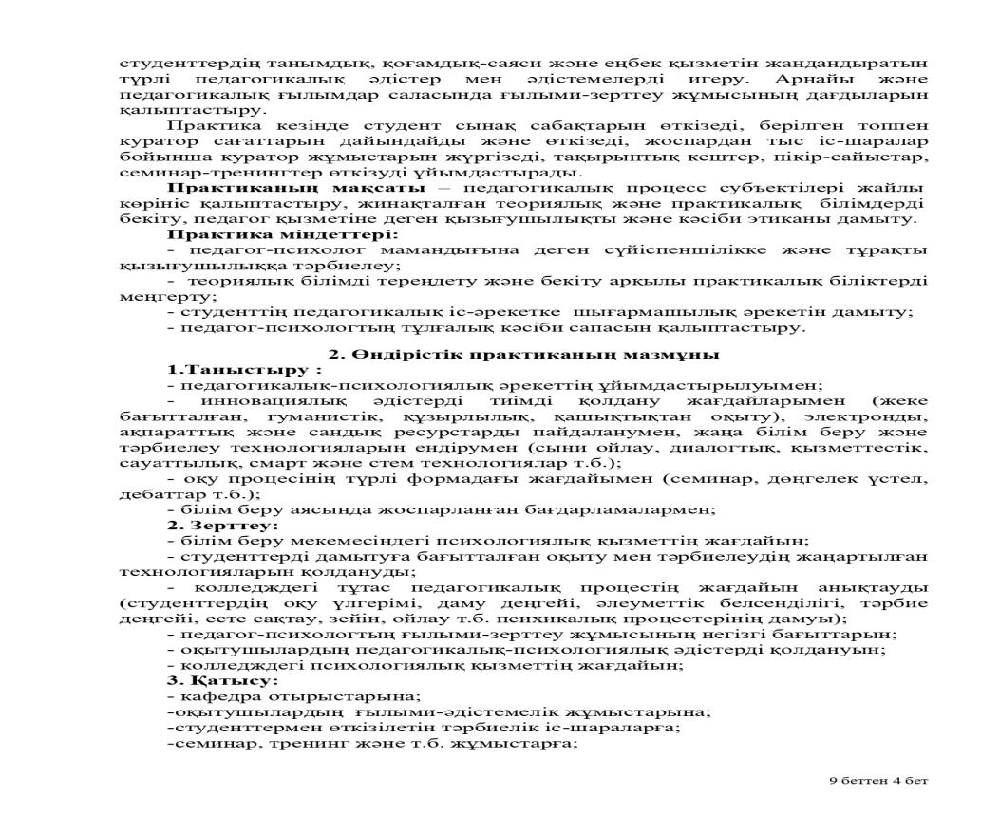 студенттердің танымдық, қоғамдық-саяси және еңбек қызметін жандандыратын
түрлі педагогикалық әдістер мен әдістемелерді игеру. Арнайы және
педагогикалық ғылымдар саласында ғылыми-зерттеу жұмысының дағдыларын
қалыптастыру.
Практика кезінде студент сынақ сабақтарын өткізеді, берілген топпен
куратор сағаттарын дайындайды және өткізеді, жоспардан тыс іс-шаралар
бойынша куратор жұмыстарын жүргізеді, тақырыптық кештер, пікір-сайыстар,
семинар-тренингтер өткізуді ұйымдастырады.
Практиканың мақсаты – педагогикалық процесс субъектілері жайлы
көрініс қалыптастыру, жинақталған теориялық және практикалық білімдерді
бекіту, педагог қызметіне деген қызығушылықты және кәсіби этиканы дамыту.
Практика міндеттері:
- педагог-психолог мамандығына деген сүйіспеншілікке және тұрақты
қызығушылыққа тәрбиелеу;
- теориялық білімді тереңдету және бекіту арқылы практикалық біліктерді
меңгерту;
- студенттің педагогикалық іс-әрекетке шығармашылық әрекетін дамыту;
- педагог-психологтың тұлғалық кәсіби сапасын қалыптастыру.
2. Өндірістік практиканың мазмұны
1.Таныстыру :
- педагогикалық-психологиялық әрекеттің ұйымдастырылуымен;
- инновациялық әдістерді тиімді қолдану жағдайларымен (жеке
бағытталған, гуманистік, құзырлылық, қашықтықтан оқыту), электронды,
ақпараттық және сандық ресурстарды пайдаланумен, жаңа білім беру және
тәрбиелеу технологияларын ендірумен (сыни ойлау, диалогтық, қызметтестік,
сауаттылық, смарт және стем технологиялар т.б.);
- оқу процесінің түрлі формадағы жағдайымен (семинар, дөңгелек үстел,
дебаттар т.б.);
- білім беру аясында жоспарланған бағдарламалармен;
2. Зерттеу:
- білім беру мекемесіндегі психологиялық қызметтің жағдайын;
- студенттерді дамытуға бағытталған оқыту мен тәрбиелеудің жаңартылған
технологияларын қолдануды;
- колледждегі тұтас педагогикалық процестің жағдайын анықтауды
(студенттердің оқу үлгерімі, даму деңгейі, әлеуметтік белсенділігі, тәрбие
деңгейі, есте сақтау, зейін, ойлау т.б. психикалық процестерінің дамуы);
- педагог-психологтың ғылыми-зерттеу жұмысының негізгі бағыттарын;
- оқытушылардың педагогикалық-психологиялық әдістерді қолдануын;
- колледждегі психологиялық қызметтің жағдайын;
3. Қатысу:
- кафедра отырыстарына;
-оқытушылардың ғылыми-әдістемелік жұмыстарына;
-студенттермен өткізілетін тәрбиелік іс-шараларға;
-семинар, тренинг және т.б. жұмыстарға;
9 беттен 4 бет